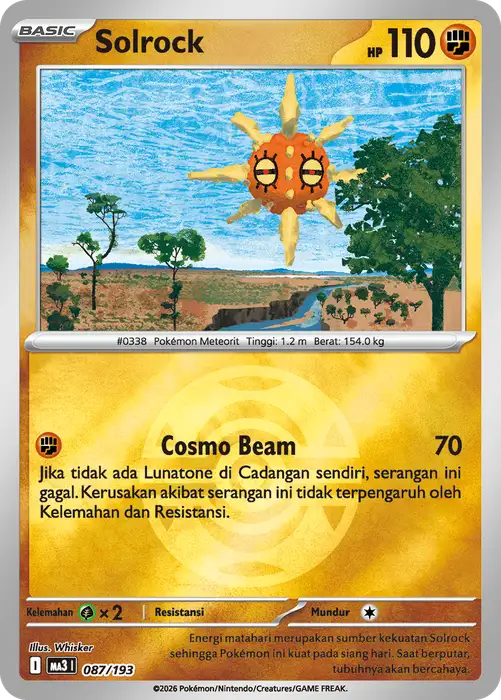 BASIC Solrock HP 110
#0338 Pokémon Meteorit Tinggi: 1.2 m Berat: 154.0 kg
Cosmo Beam 70
Jika tidak ada Lunatone di Cadangan sendiri, serangan ini
gagal. Kerusakan akibat serangan ini tidak terpengaruh oleh
Kelemahan dan Resistansi.
Kelemahan ×2 Resistansi Mundur
Illus. Whisker
I MA3 I 087/193
Energi matahari merupakan sumber kekuatan Solrock
sehingga Pokémon ini kuat pada siang hari. Saat berputar,
tubuhnya akan bercahaya.
©2026 Pokémon/Nintendo/Creatures/GAME FREAK.